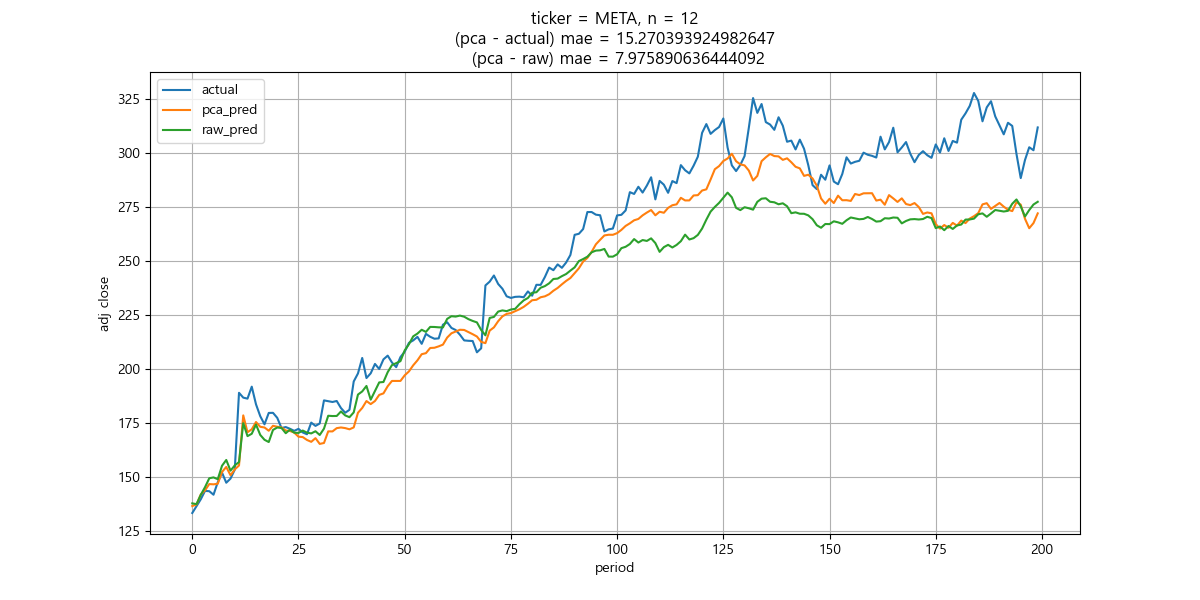 ticker = META, n = 12
(pca - actual) mae = 15.270393924982647
(pca - raw) mae = 7.975890636444092
actual
pca_pred
raw_pred
325
300
275
250
225
200
175
150
125
adj close
0 25 50 75 100 125 150 175 200
period